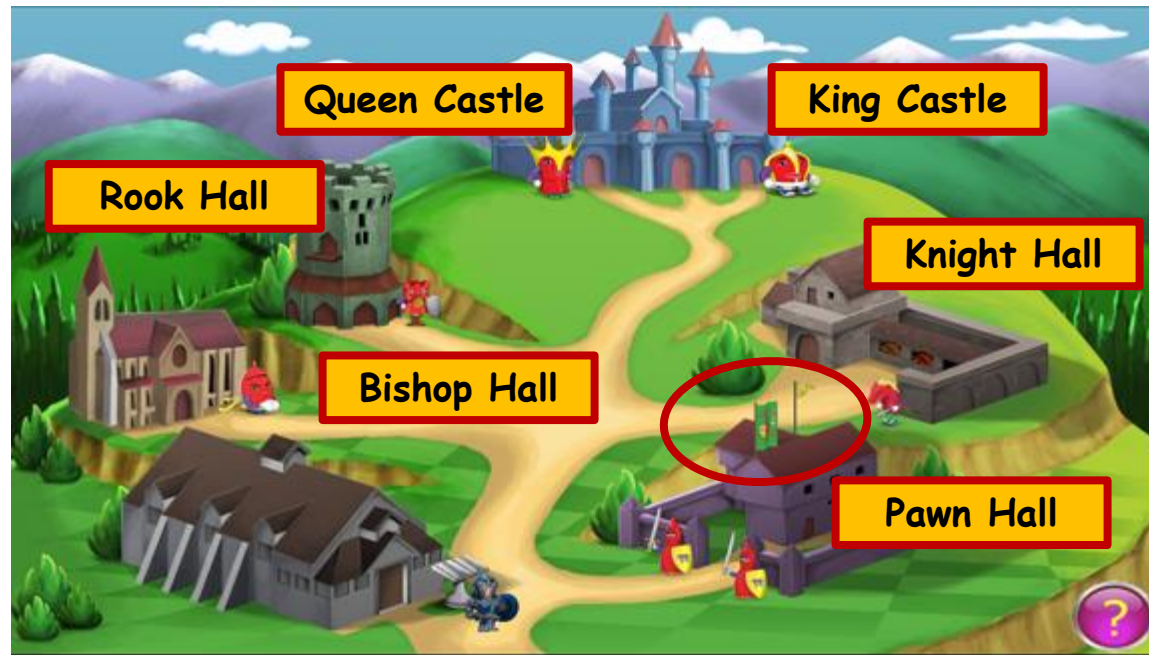 Queen Castle
King Castle
Rook Hall
Knight Hall
Bishop Hall
Pawn Hall
?